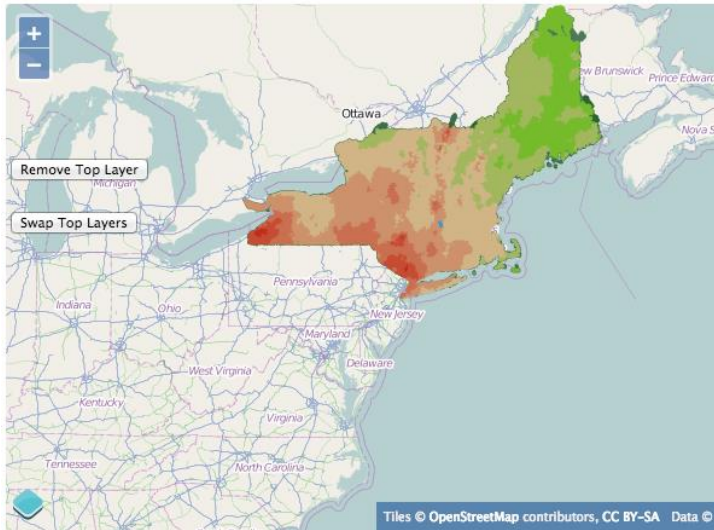 +
−
Ottawa
ew Brunswick
Prince Edward
Nova S
Remove Top Layer
Michigan
Swap Top Layers
Pennsylvania
Indiana
Ohio
New Jersey
Maryland
West Virginia
Delaware
Kentucky
Virginia
Tennessee
North Carolina
Tiles © OpenStreetMap contributors, CC BY-SA Data ©